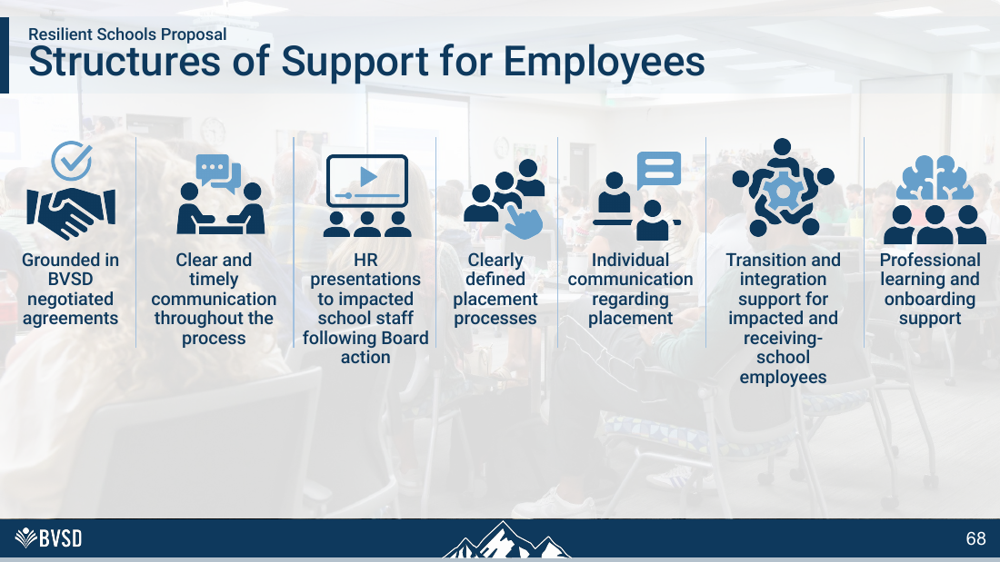 Resilient Schools Proposal
Structures of Support for Employees
Grounded in
BVSD
negotiated
agreements
Clear and
timely
communication
throughout the
process
HR
presentations
to impacted
school staff
following Board
action
Clearly
defined
placement
processes
Individual
communication
regarding
placement
Transition and
integration
support for
impacted and
receiving-
school
employees
Professional
learning and
onboarding
support
BVSD
68